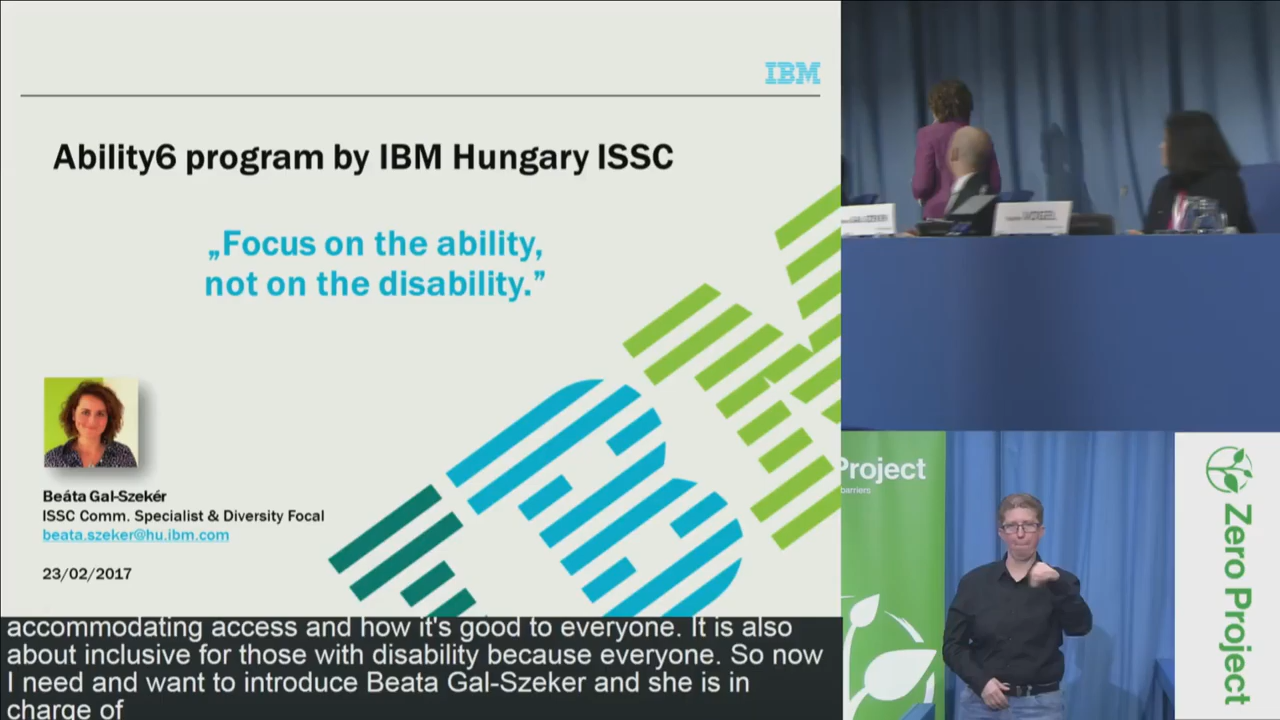 IBM
Ability6 program by IBM Hungary ISSC
„Focus on the ability,
not on the disability.”
Beáta Gal-Szekér
ISSC Comm. Specialist & Diversity Focal
beata.szeker@hu.ibm.com
23/02/2017
accommodating access and how it's good to everyone. It is also
about inclusive for those with disability because everyone. So now
I need and want to introduce Beata Gal-Szeker and she is in
charge of
Project
barriers
Zero Project